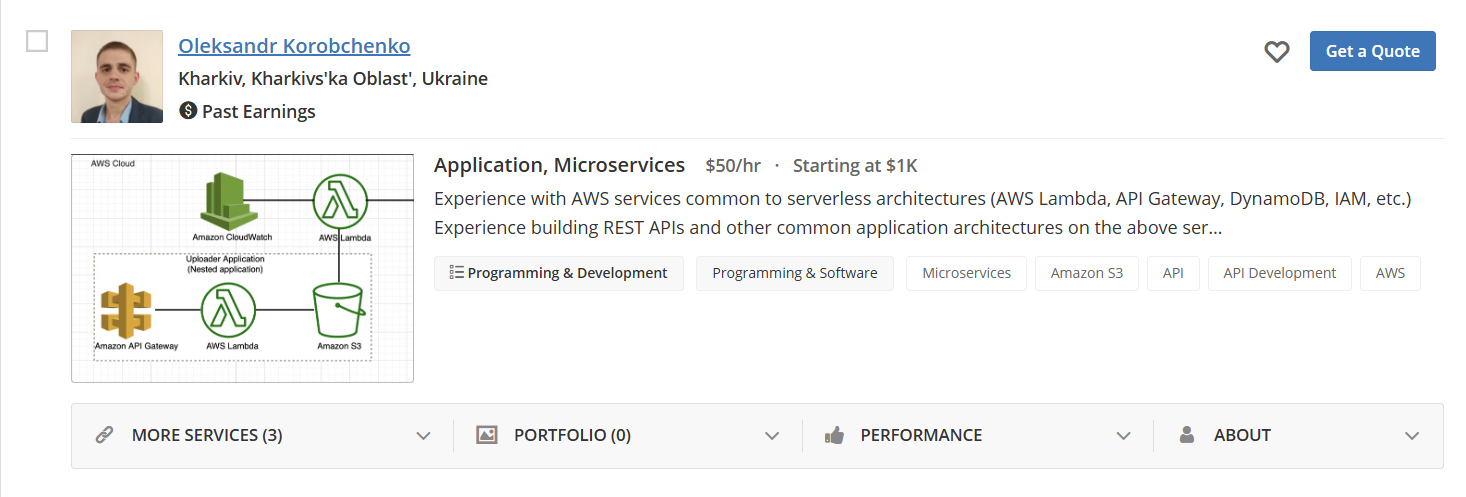 Oleksandr Korobchenko
Get a Quote
Kharkiv, Kharkivs'ka Oblast', Ukraine
$ Past Earnings
AWS Cloud
Amazon CloudWatch
AWS Lambda
Uploader Application
(Nested application)
Amazon API Gateway
AWS Lambda
Amazon S3
Application, Microservices $50/hr · Starting at $1K
Experience with AWS services common to serverless architectures (AWS Lambda, API Gateway, DynamoDB, IAM, etc.)
Experience building REST APIs and other common application architectures on the above ser...
Programming & Development Programming & Software Microservices Amazon S3 API API Development AWS
MORE SERVICES (3) PORTFOLIO (0) PERFORMANCE ABOUT